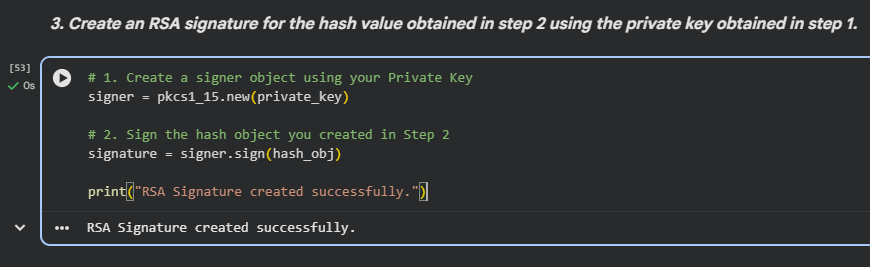 3. Create an RSA signature for the hash value obtained in step 2 using the private key obtained in step 1.
[53]
0s
# 1. Create a signer object using your Private Key
signer = pkcs1_15.new(private_key)
# 2. Sign the hash object you created in Step 2
signature = signer.sign(hash_obj)
print("RSA Signature created successfully.")
RSA Signature created successfully.